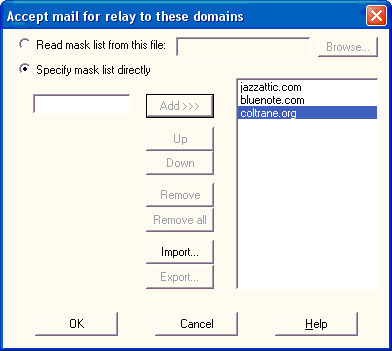 Accept mail for relay to these domains
Read mask list from this file:
Browse...
Specify mask list directly
Add >>>
Up
Down
Remove
Remove all
Import...
Export...
jazzattic.com
bluenote.com
coltrane.org
OK
Cancel
Help